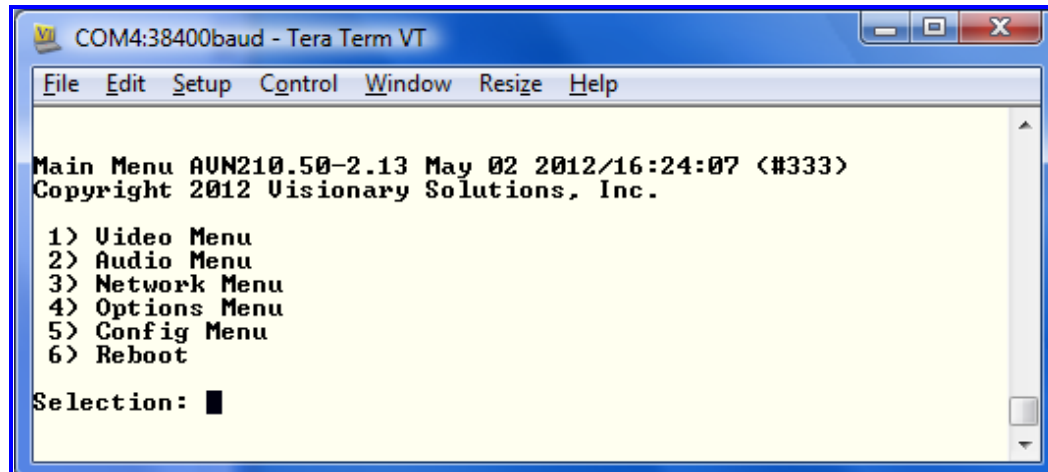 COM4:38400baud - Tera Term VT
File Edit Setup Control Window Resize Help
Main Menu AVN210.50-2.13 May 02 2012/16:24:07 (#333)
Copyright 2012 Visionary Solutions, Inc.
1) Video Menu
2) Audio Menu
3) Network Menu
4) Options Menu
5) Config Menu
6) Reboot
Selection: